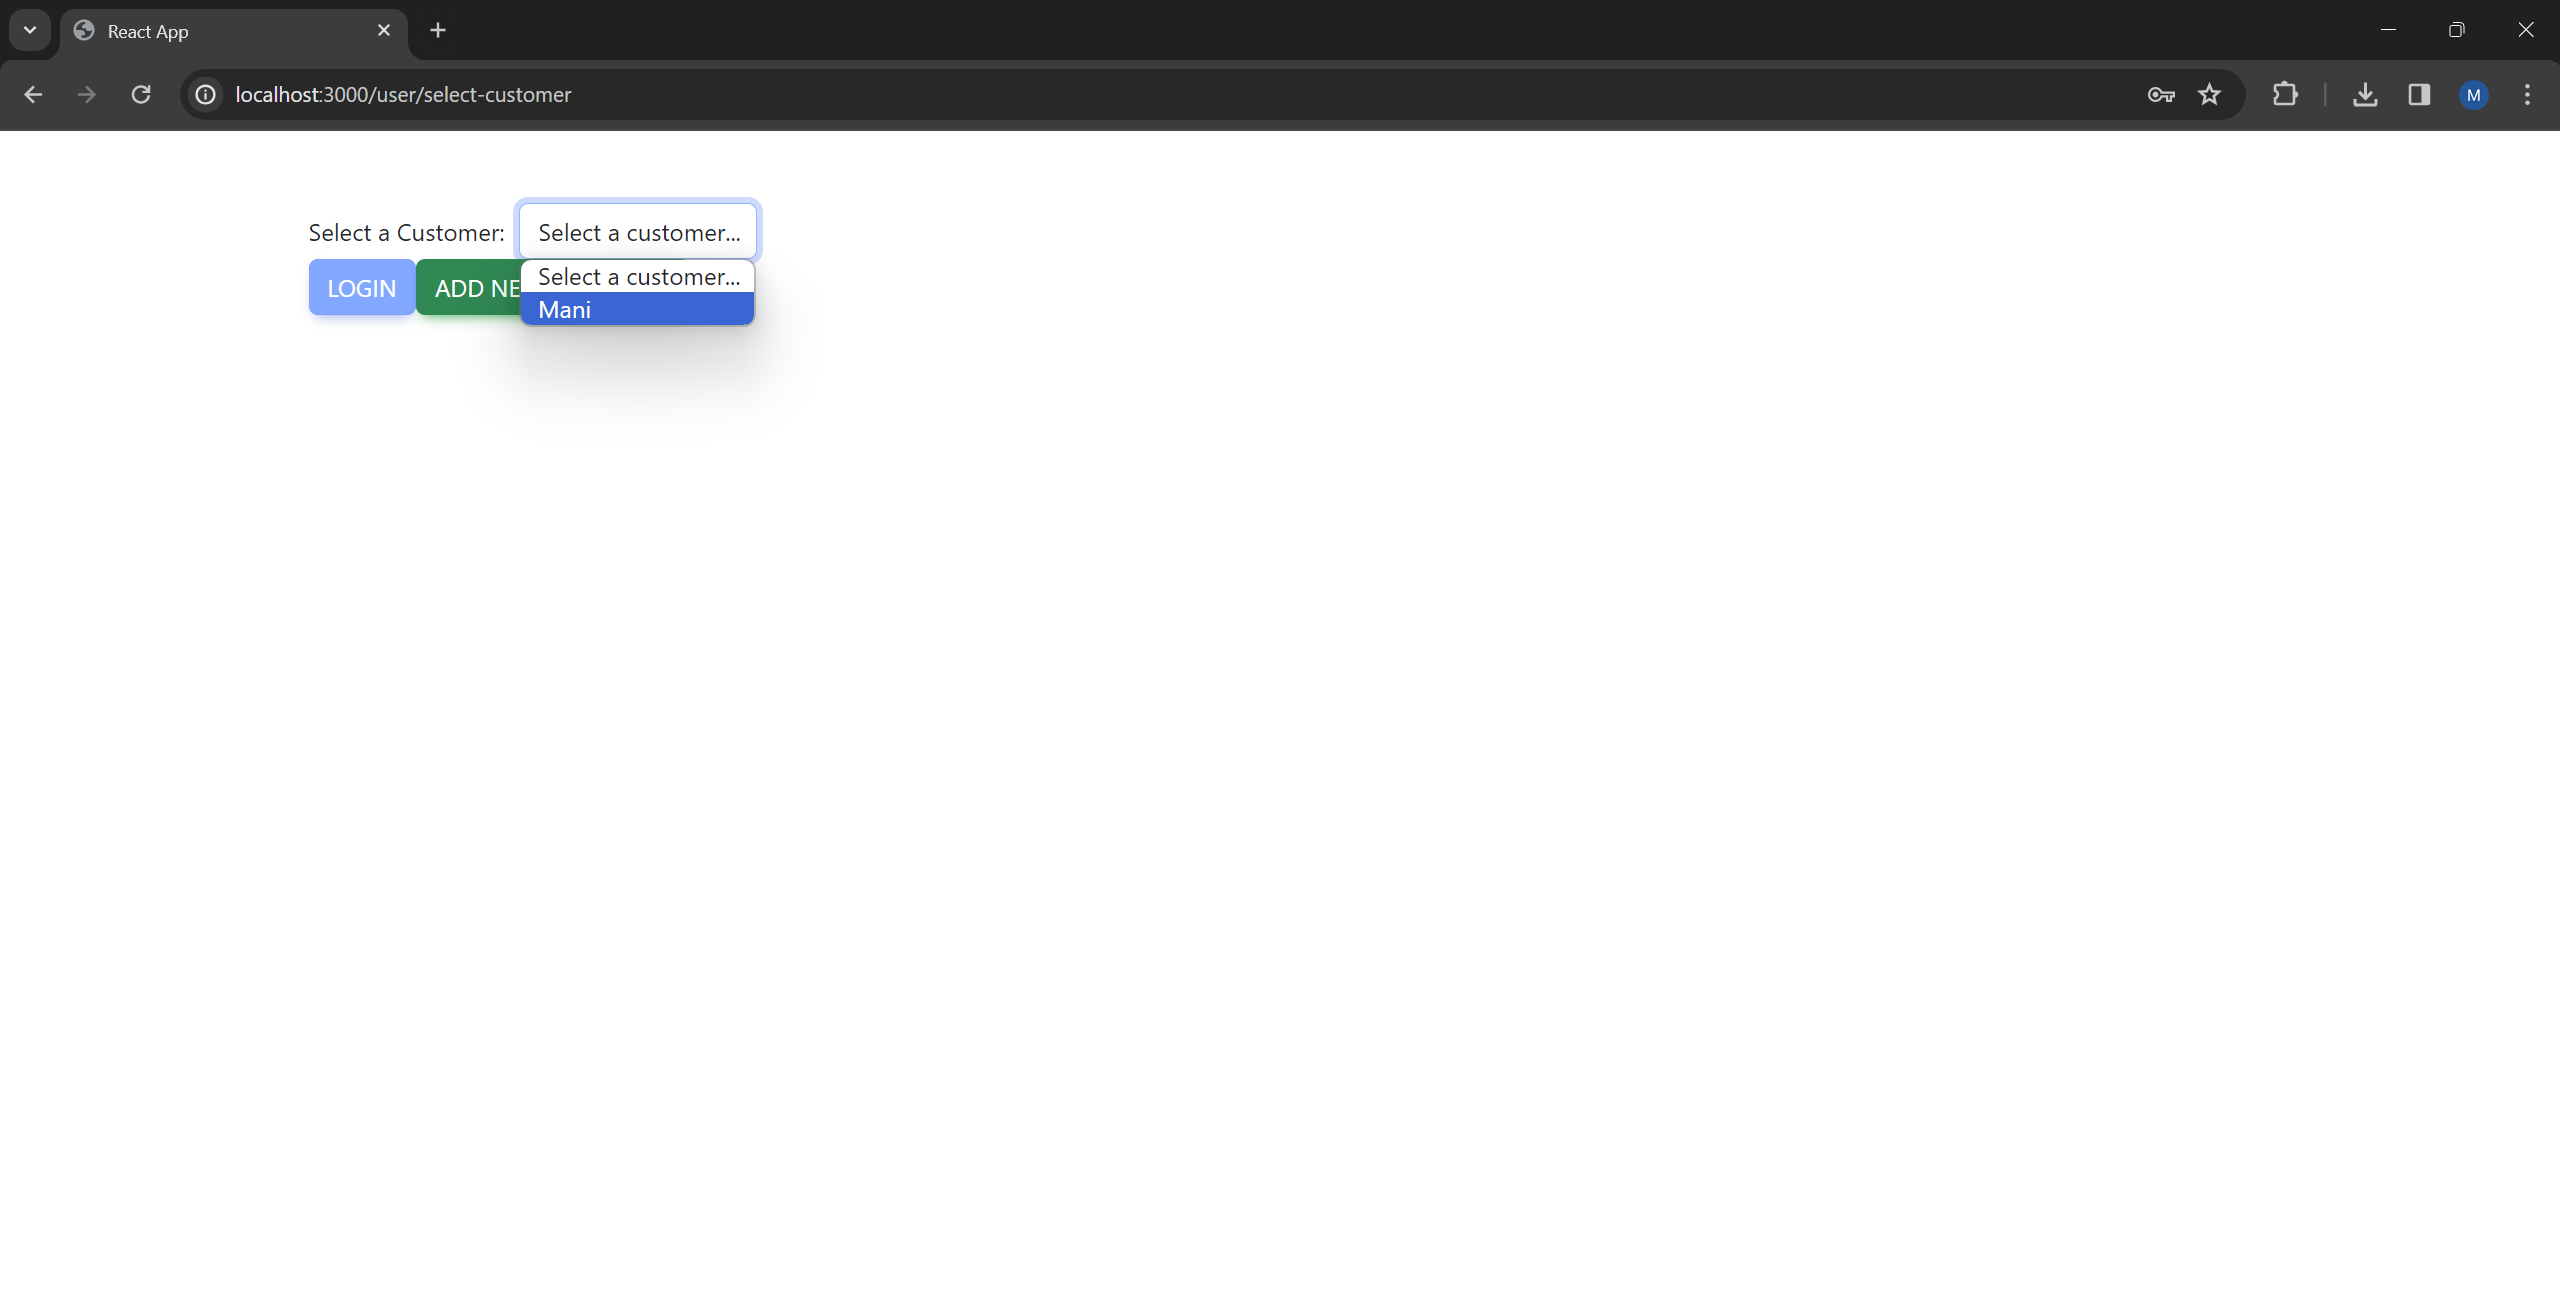 React App
localhost:3000/user/select-customer
M
Select a Customer: Select a customer...
Select a customer...
LOGIN ADD NE
Mani